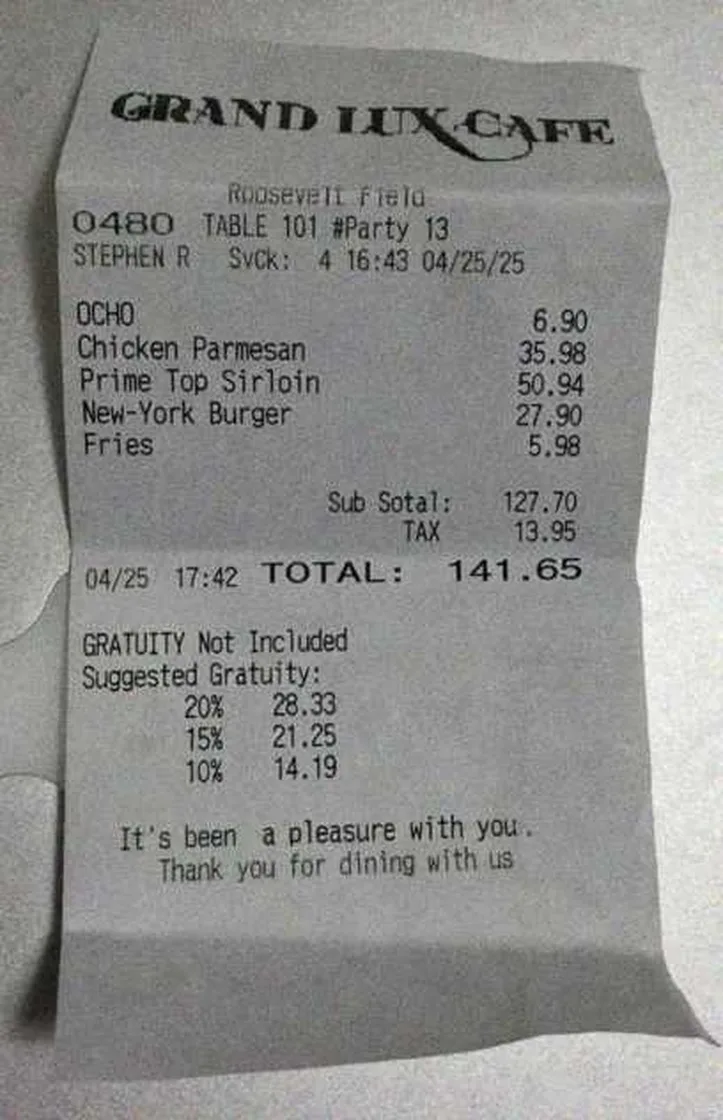 GRAND LUX CAFE
Roosevelt Field
0480 TABLE 101 #Party 13
STEPHEN R SvCk: 4 16:43 04/25/25
OCHO 6.90
Chicken Parmesan 35.98
Prime Top Sirloin 50.94
New-York Burger 27.90
Fries 5.98
Sub Sotal: 127.70
TAX 13.95
04/25 17:42 TOTAL: 141.65
GRATUITY Not Included
Suggested Gratuity:
20% 28.33
15% 21.25
10% 14.19
It's been a pleasure with you.
Thank you for dining with us